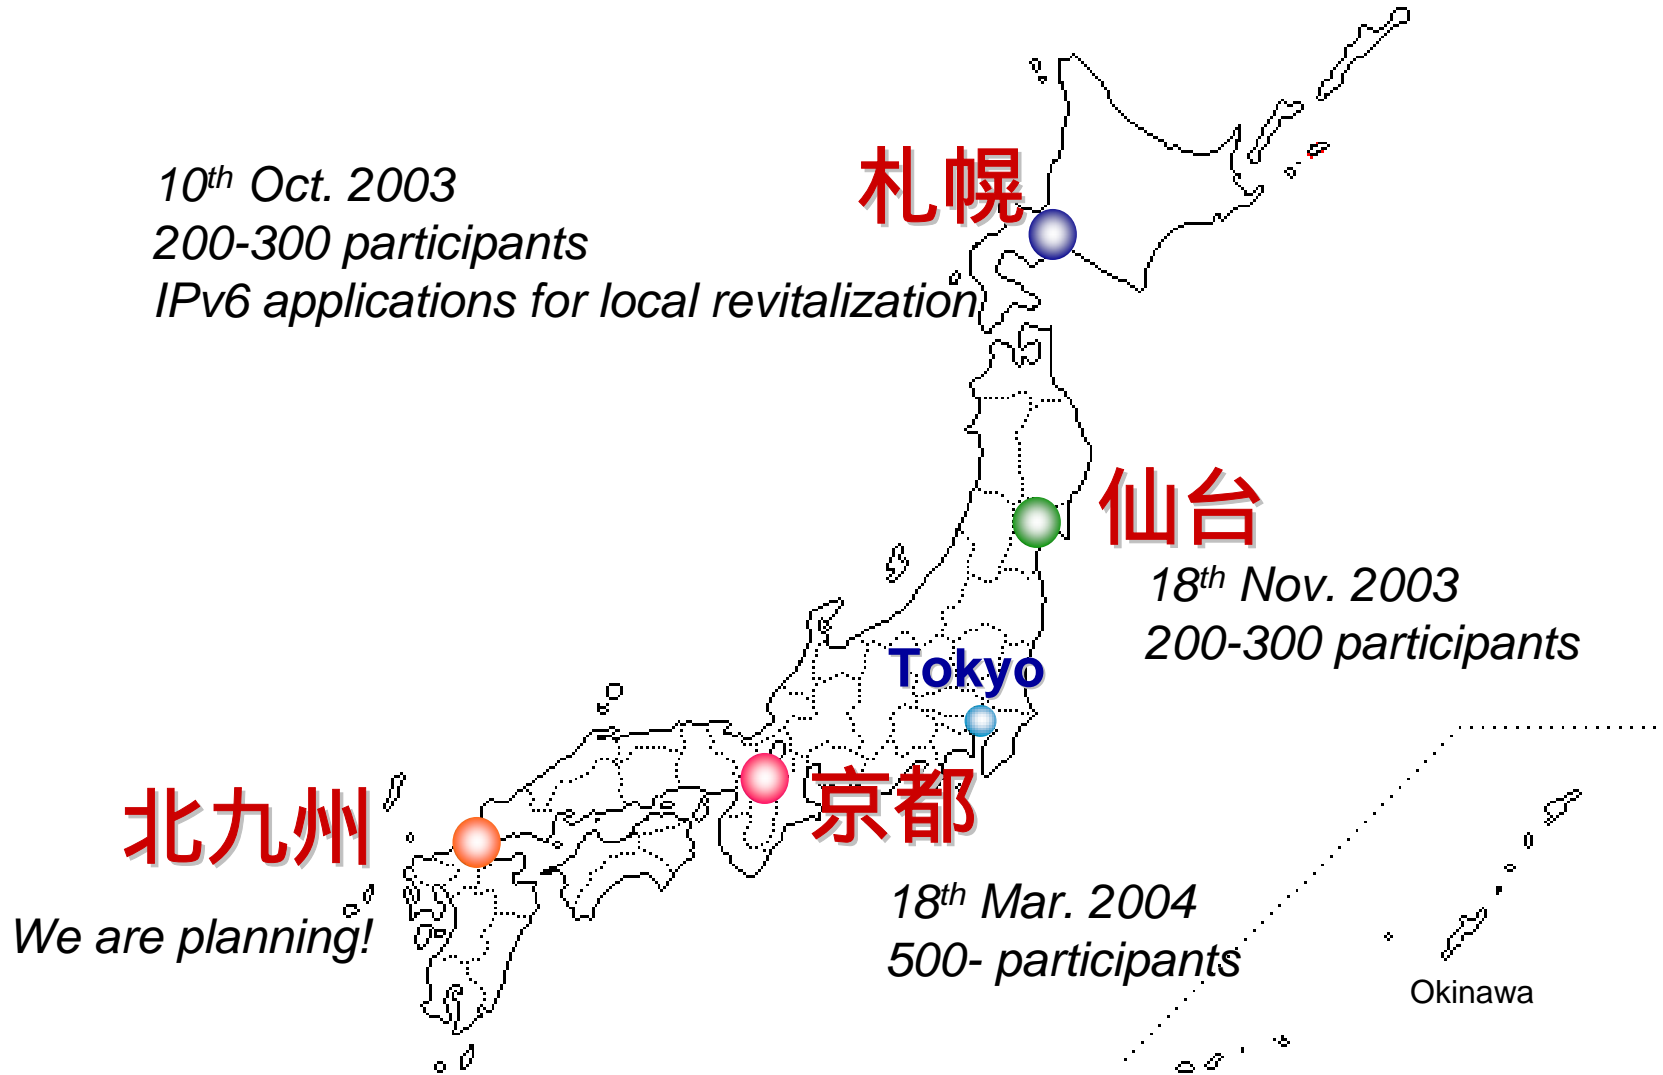 札幌
10th Oct. 2003
200-300 participants
IPv6 applications for local revitalization
仙台
18th Nov. 2003
200-300 participants
Tokyo
京都
18th Mar. 2004
500- participants
北九州
We are planning!
Okinawa